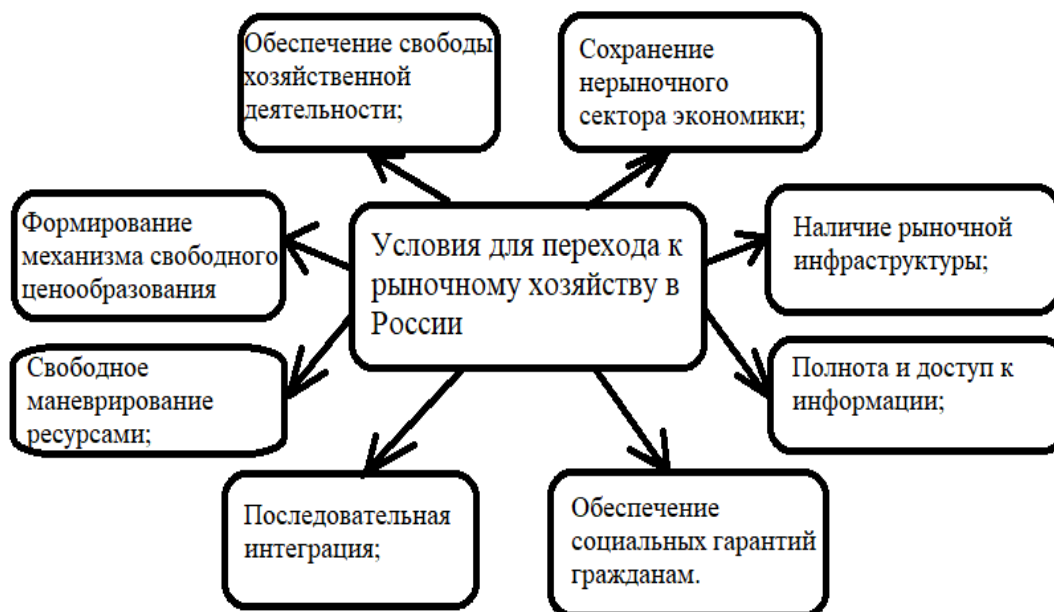 Обеспечение свободы
хозяйственной
деятельности;
Сохранение
нерыночного
сектора экономики;
Формирование
механизма свободного
ценообразования
Условия для перехода к
рыночному хозяйству в
России
Наличие рыночной
инфраструктуры;
Свободное
маневрирование
ресурсами;
Полнота и доступ к
информации;
Последовательная
интеграция;
Обеспечение
социальных гарантий
гражданам.